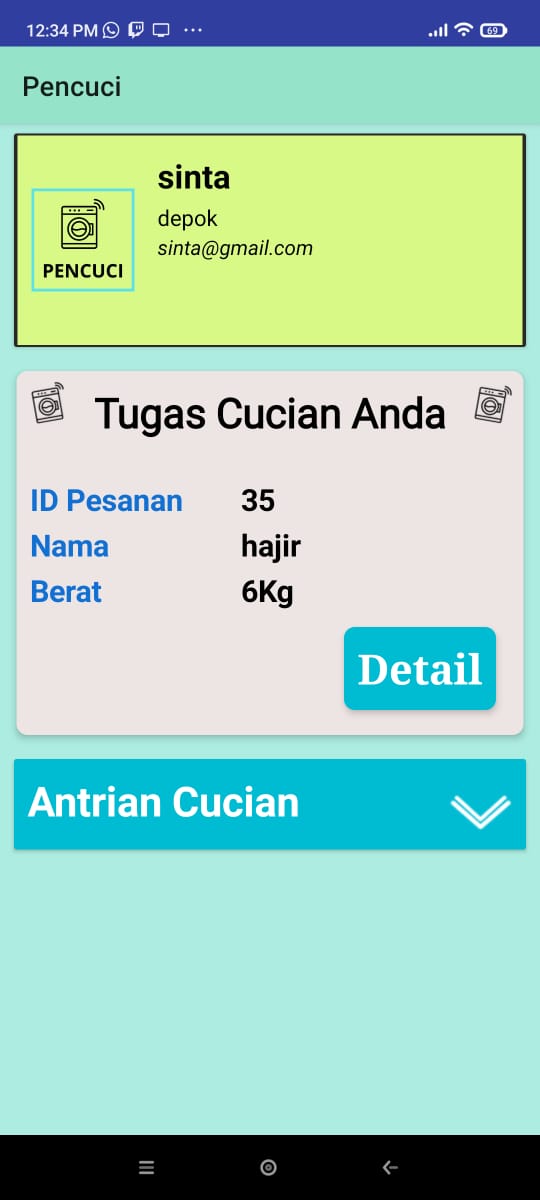 12:34 PM
69
Pencuci
sinta
depok
sinta@gmail.com
PENCUCI
Tugas Cucian Anda
ID Pesanan 35
Nama hajir
Berat 6Kg
Detail
Antrian Cucian